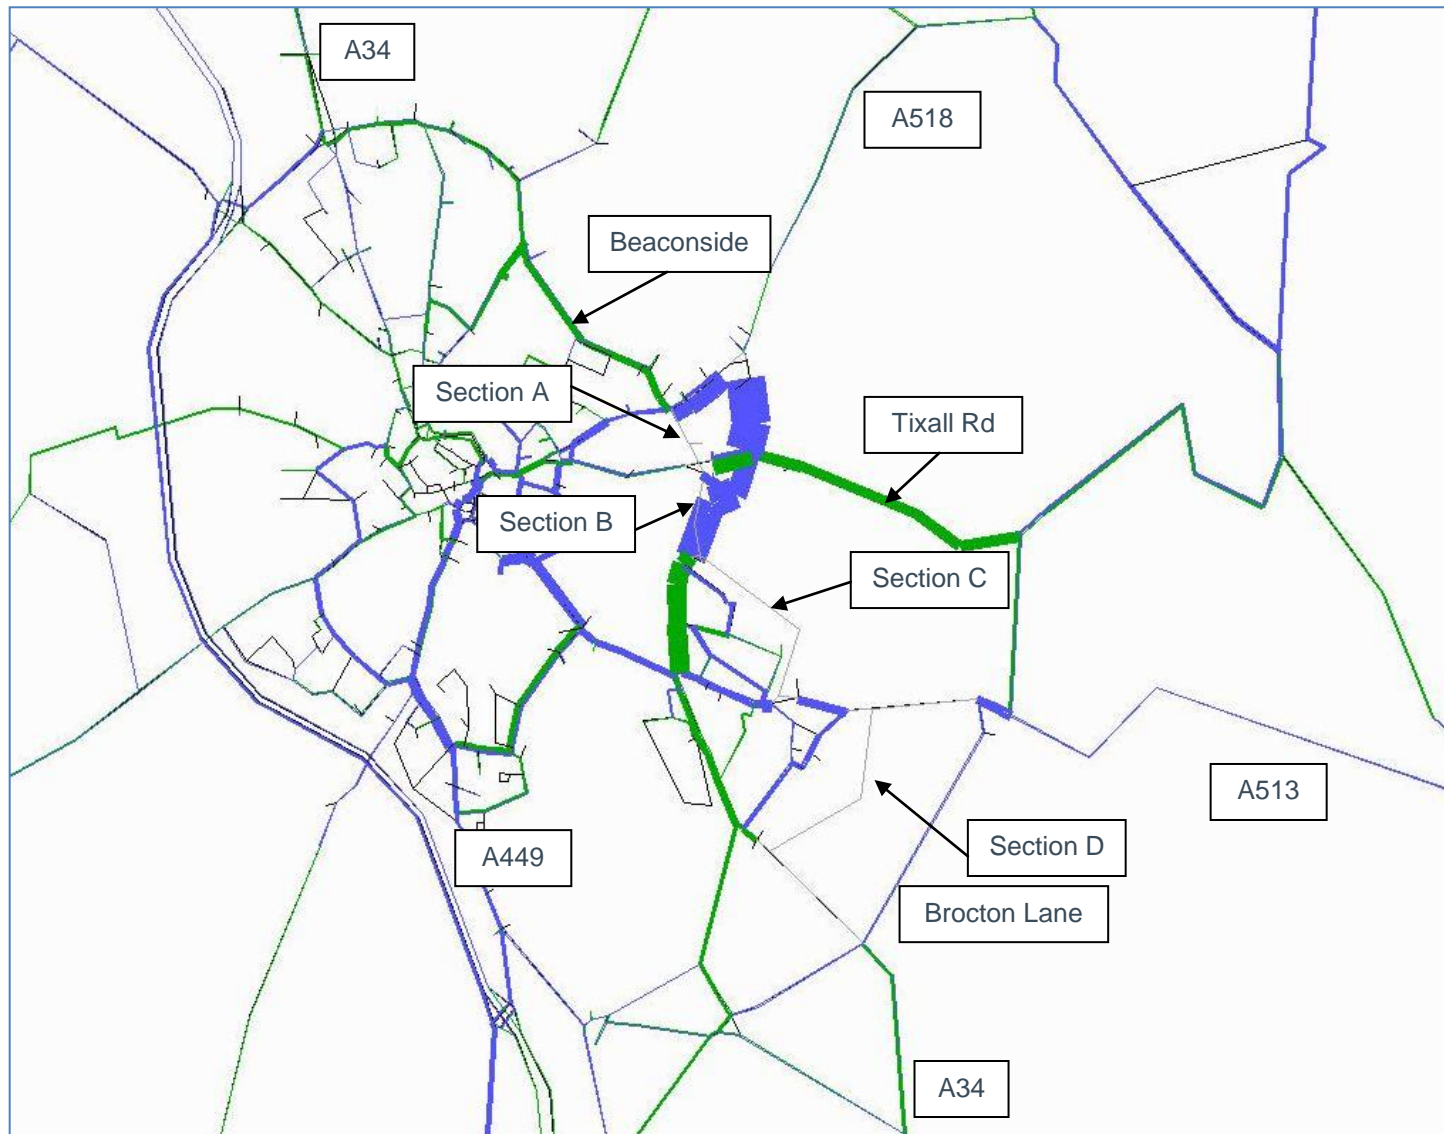 A34
A518
Beaconside
Section A
Tixall Rd
Section B
Section C
A513
Section D
A449
Brocton Lane
A34